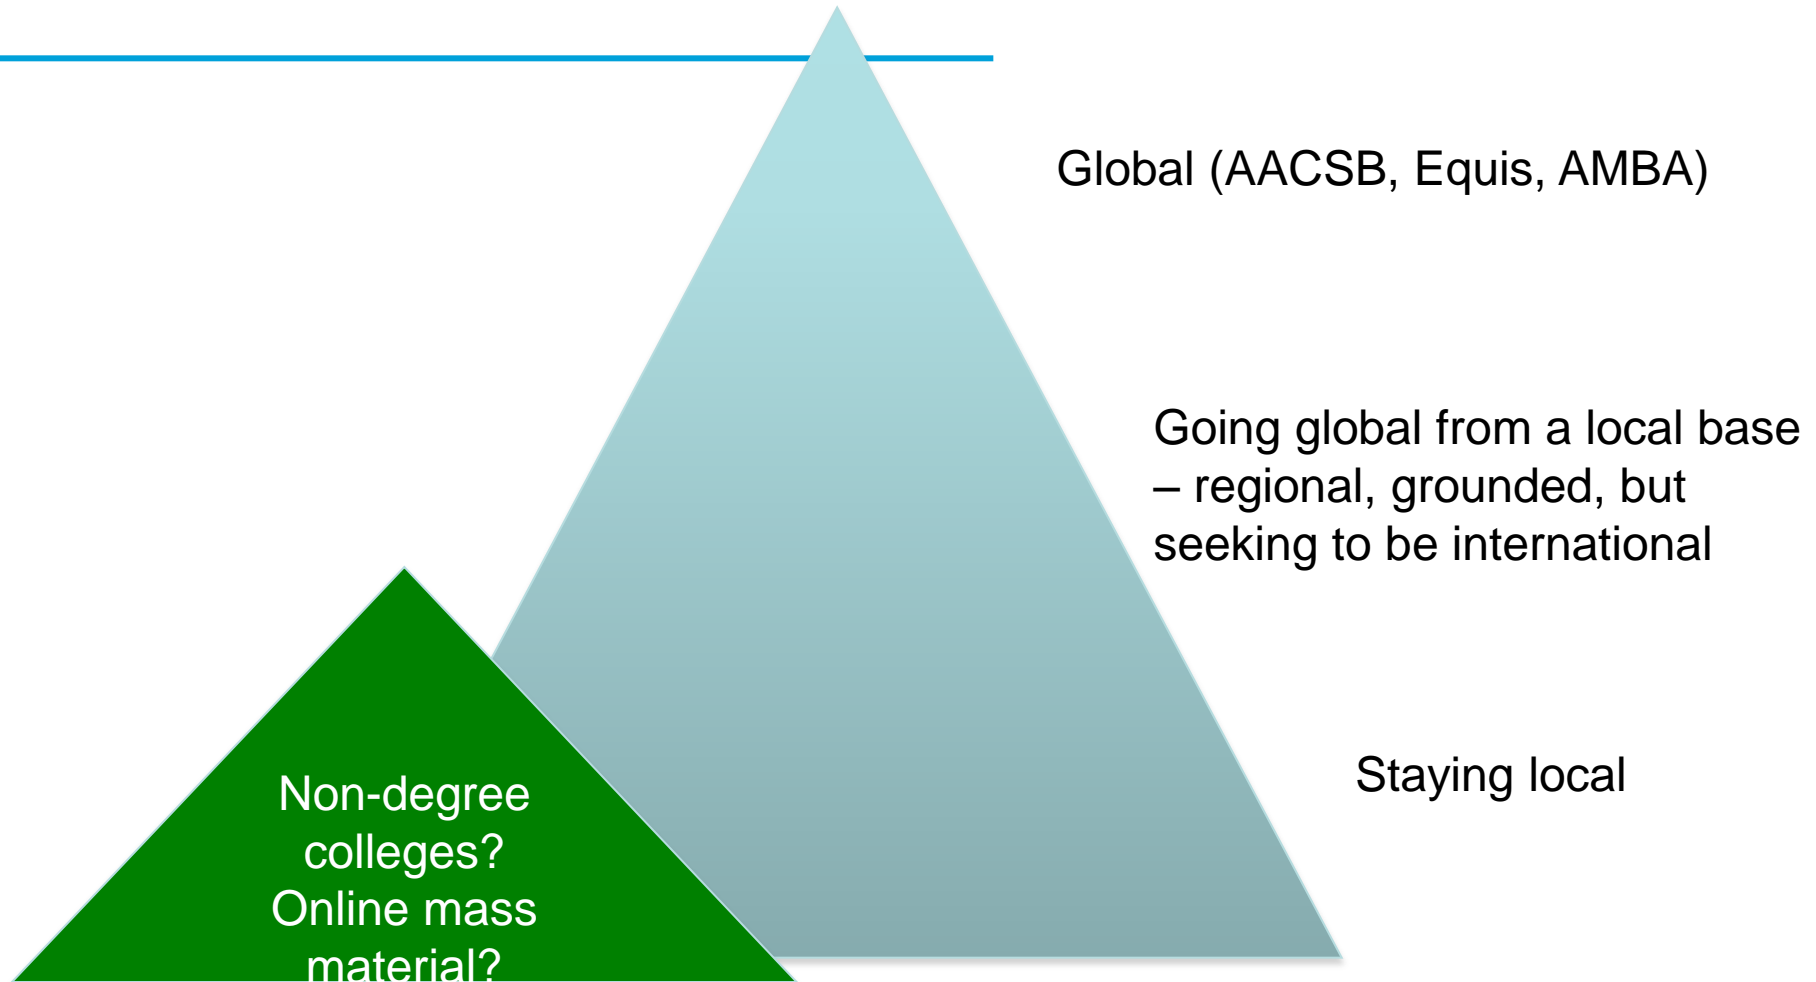 Global (AACSB, Equis, AMBA)
Going global from a local base
– regional, grounded, but
seeking to be international
Staying local
Non-degree
colleges?
Online mass
material?